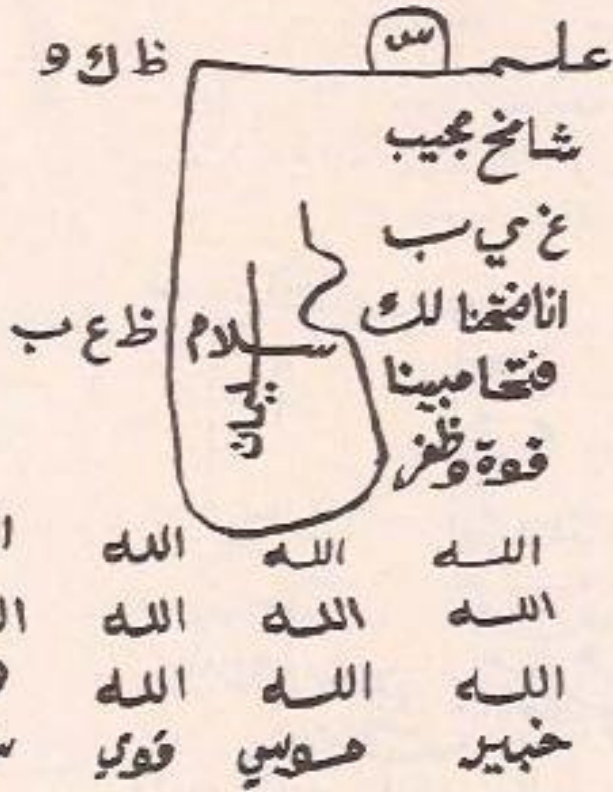 علم س ظ ك و
شامخ مجيب
غ ي ب
انا فتحنا لك
سلام
ظ ع ب
فتحا مبينا
قوة وظفر
الله الله الله
الله الله الله
الله الله الله
خبير موسي قوي